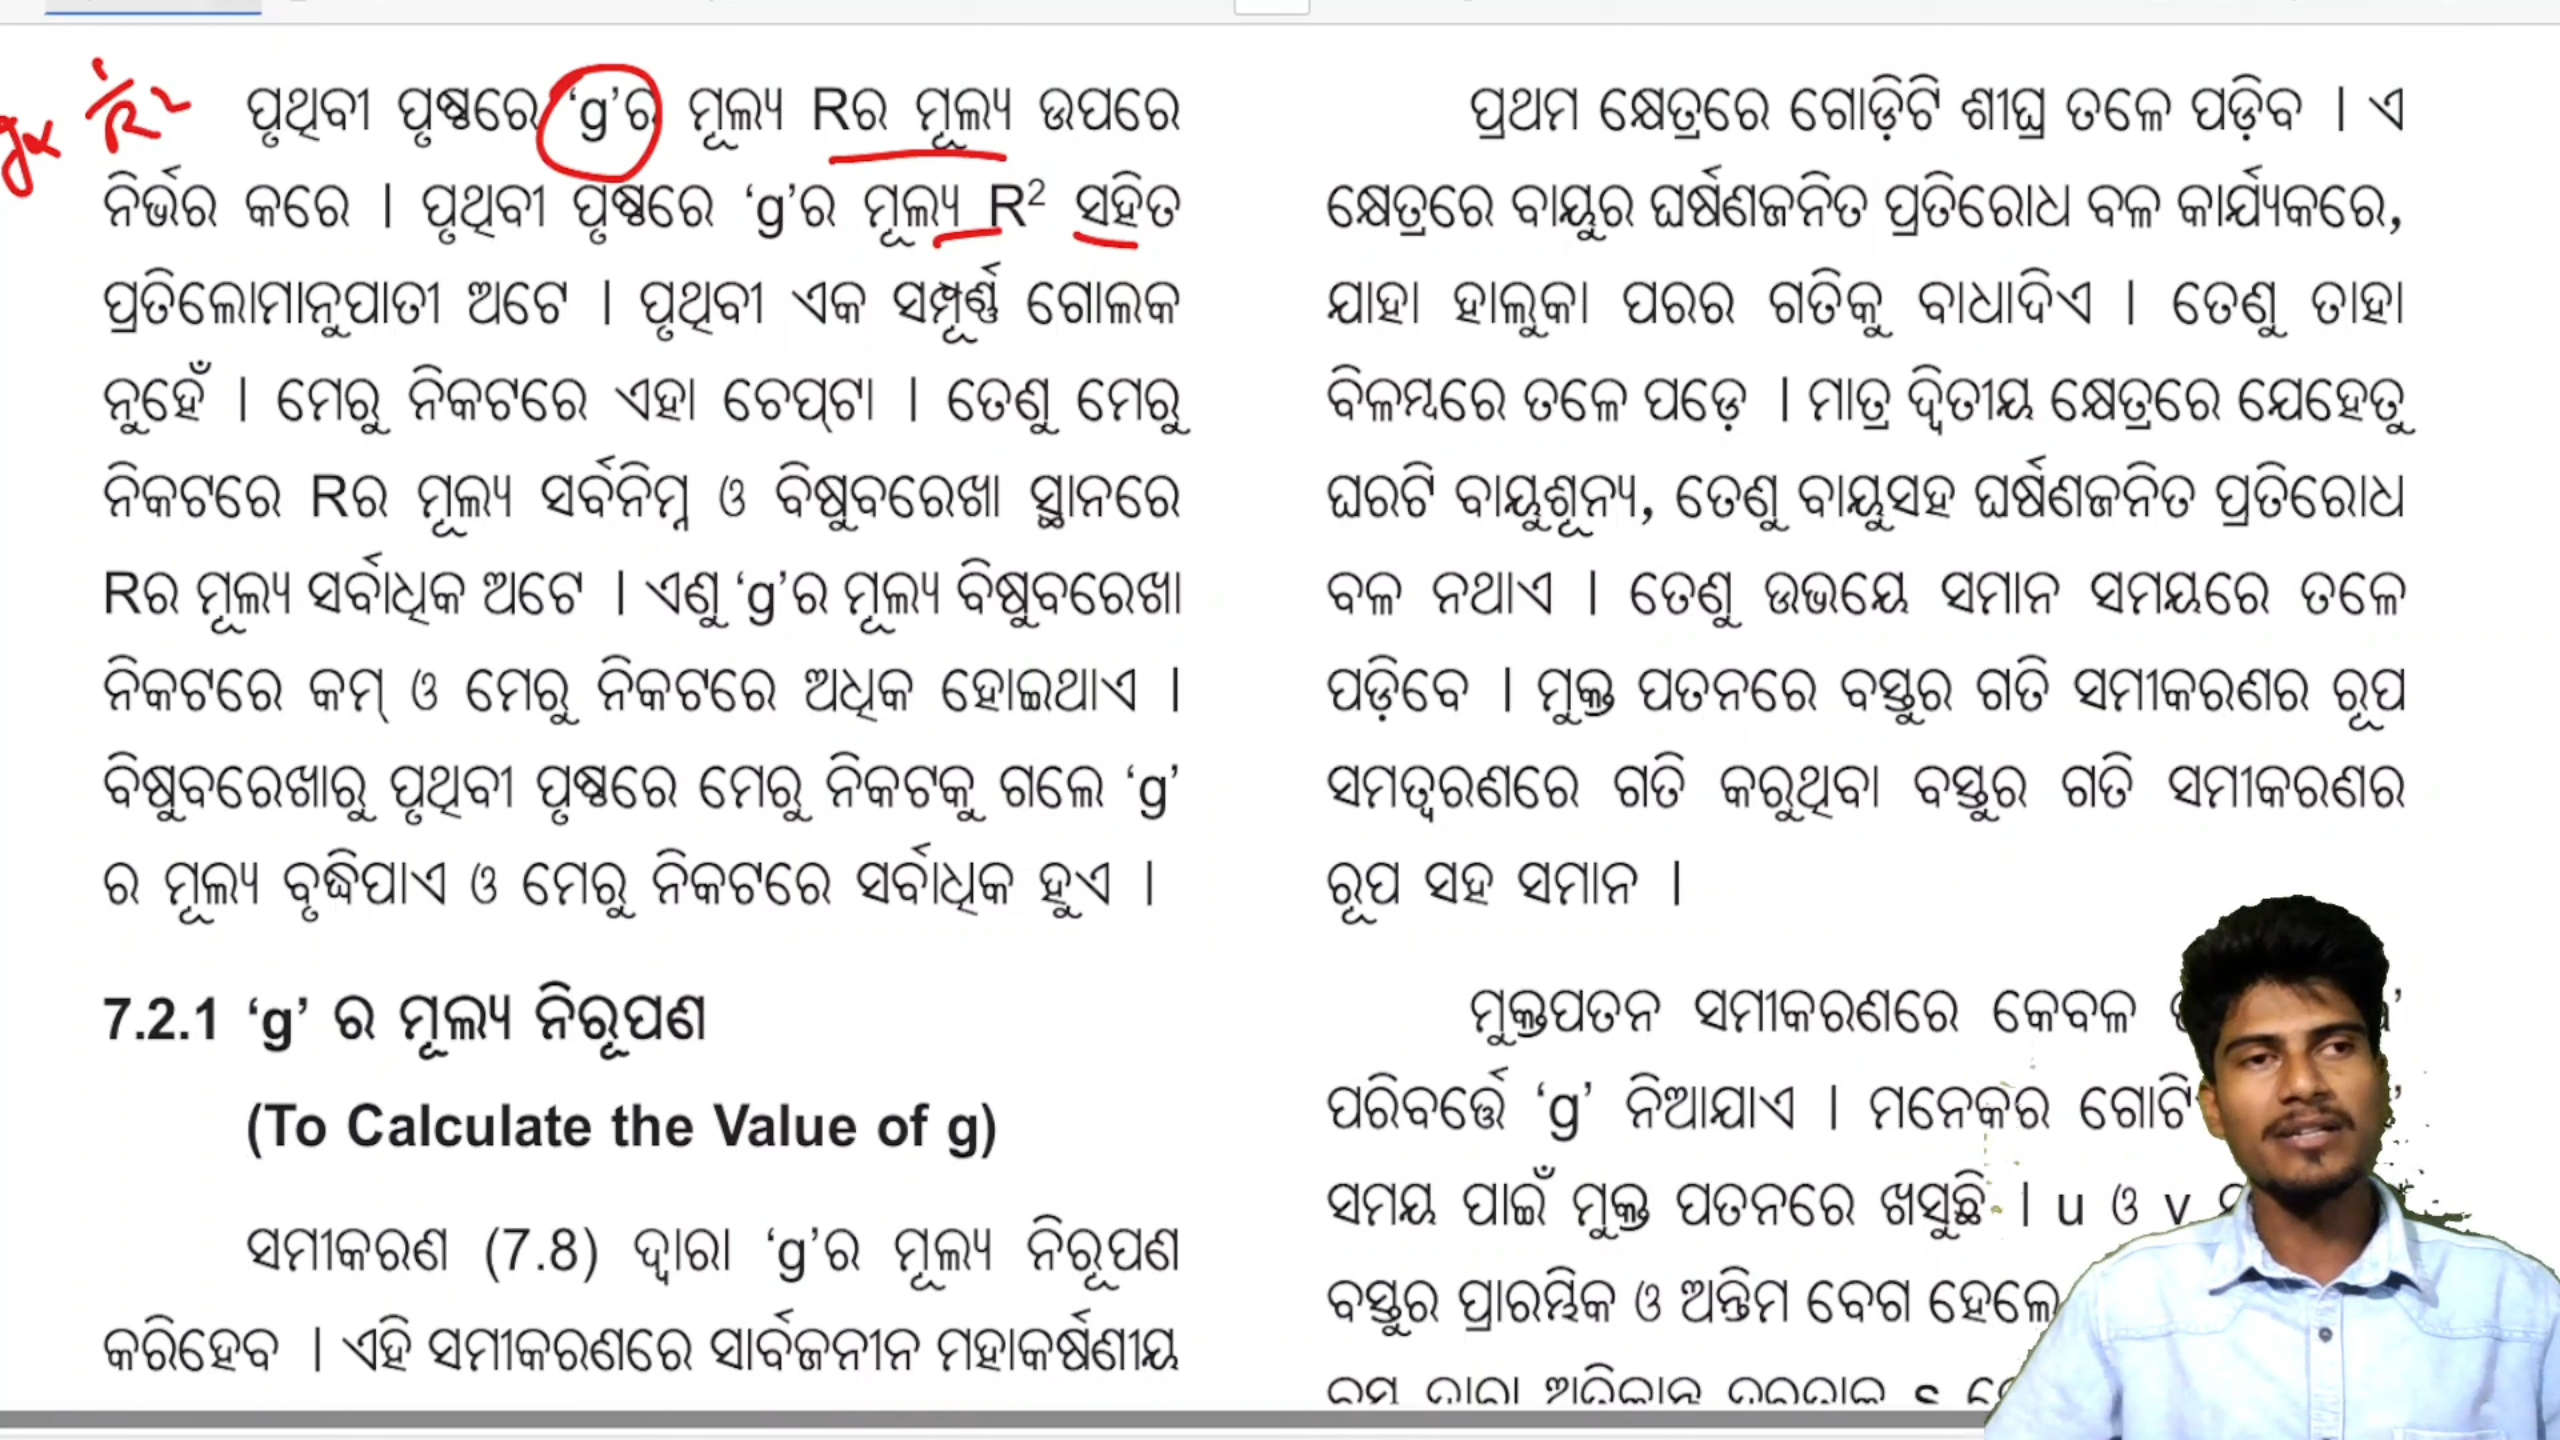 g α 1/R²
ପୃଥିବୀ ପୃଷ୍ଠରେ ‘g’ର ମୂଲ୍ୟ Rର ମୂଲ୍ୟ ଉପରେ
ନିର୍ଭର କରେ । ପୃଥିବୀ ପୃଷ୍ଠରେ ‘g’ର ମୂଲ୍ୟ R² ସହିତ
ପ୍ରତିଲୋମାନୁପାତୀ ଅଟେ । ପୃଥିବୀ ଏକ ସମ୍ପୂର୍ଣ୍ଣ ଗୋଲକ
ନୁହେଁ । ମେରୁ ନିକଟରେ ଏହା ଚେପ୍‌ଟା । ତେଣୁ ମେରୁ
ନିକଟରେ Rର ମୂଲ୍ୟ ସର୍ବନିମ୍ନ ଓ ବିଷୁବରେଖା ସ୍ଥାନରେ
Rର ମୂଲ୍ୟ ସର୍ବାଧିକ ଅଟେ । ଏଣୁ ‘g’ର ମୂଲ୍ୟ ବିଷୁବରେଖା
ନିକଟରେ କମ୍ ଓ ମେରୁ ନିକଟରେ ଅଧିକ ହୋଇଥାଏ ।
ବିଷୁବରେଖାରୁ ପୃଥିବୀ ପୃଷ୍ଠରେ ମେରୁ ନିକଟକୁ ଗଲେ ‘g’
ର ମୂଲ୍ୟ ବୃଦ୍ଧିପାଏ ଓ ମେରୁ ନିକଟରେ ସର୍ବାଧିକ ହୁଏ ।
7.2.1 ‘g’ ର ମୂଲ୍ୟ ନିରୂପଣ
(To Calculate the Value of g)
ସମୀକରଣ (7.8) ଦ୍ୱାରା ‘g’ର ମୂଲ୍ୟ ନିରୂପଣ
କରିହେବ । ଏହି ସମୀକରଣରେ ସାର୍ବଜନୀନ ମହାକର୍ଷଣୀୟ
ପ୍ରଥମ କ୍ଷେତ୍ରରେ ଗୋଡ଼ିଟି ଶୀଘ୍ର ତଳେ ପଡ଼ିବ । ଏ
କ୍ଷେତ୍ରରେ ବାୟୁର ଘର୍ଷଣଜନିତ ପ୍ରତିରୋଧ ବଳ କାର୍ଯ୍ୟକରେ,
ଯାହା ହାଲୁକା ପରର ଗତିକୁ ବାଧାଦିଏ । ତେଣୁ ତାହା
ବିଳମ୍ବରେ ତଳେ ପଡ଼େ । ମାତ୍ର ଦ୍ୱିତୀୟ କ୍ଷେତ୍ରରେ ଯେହେତୁ
ଘରଟି ବାୟୁଶୂନ୍ୟ, ତେଣୁ ବାୟୁସହ ଘର୍ଷଣଜନିତ ପ୍ରତିରୋଧ
ବଳ ନଥାଏ । ତେଣୁ ଉଭୟେ ସମାନ ସମୟରେ ତଳେ
ପଡ଼ିବେ । ମୁକ୍ତ ପତନରେ ବସ୍ତୁର ଗତି ସମୀକରଣର ରୂପ
ସମତ୍ୱରଣରେ ଗତି କରୁଥିବା ବସ୍ତୁର ଗତି ସମୀକରଣର
ରୂପ ସହ ସମାନ ।
ମୁକ୍ତପତନ ସମୀକରଣରେ କେବଳ
ପରିବର୍ତ୍ତେ ‘g’ ନିଆଯାଏ । ମନେକର ଗୋଟି
ସମୟ ପାଇଁ ମୁକ୍ତ ପତନରେ ଖସୁଛି । u ଓ v
ବସ୍ତୁର ପ୍ରାରମ୍ଭିକ ଓ ଅନ୍ତିମ ବେଗ ହେଲେ